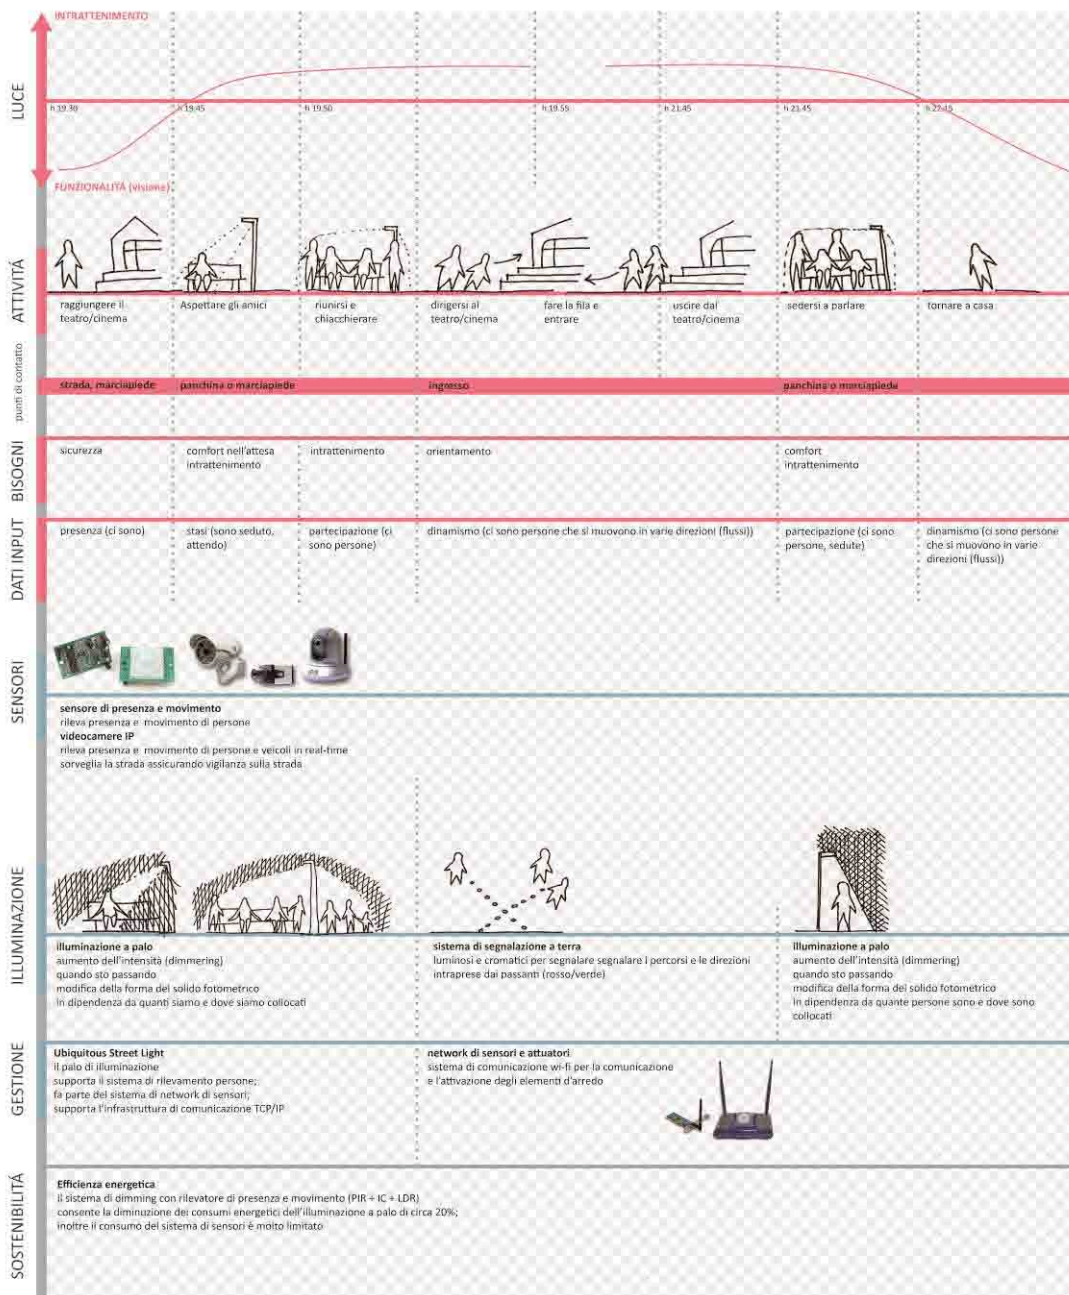 INTRATTENIMENTO
LUCE
h 19.30
h 19:45
h 19:50
h 19.55
h 21.45
h 21.45
h 22.45
FUNZIONALITÁ (visione)
ATTIVITÁ
raggiungere il
teatro/cinema
Aspettare gli amici
riunirsi e
chiacchierare
dirigersi al
teatro/cinema
fare la fila e
entrare
uscire dal
teatro/cinema
sedersi a parlare
tornare a casa
punti di contatto
strada, marciapiede
panchina o marciapiede
ingresso
panchina o marciapiede
BISOGNI
sicurezza
comfort nell'attesa
intrattenimento
intrattenimento
orientamento
comfort
intrattenimento
DATI INPUT
presenza (ci sono)
stasi (sono seduto,
attendo)
partecipazione (ci
sono persone)
dinamismo (ci sono persone che si muovono in varie direzioni (flussi))
partecipazione (ci sono
persone, sedute)
dinamismo (ci sono persone
che si muovono in varie
direzioni (flussi))
SENSORI
sensore di presenza e movimento
rileva presenza e movimento di persone
videocamere IP
rileva presenza e movimento di persone e veicoli in real-time
sorveglia la strada assicurando vigilanza sulla strada
ILLUMINAZIONE
illuminazione a palo
aumento dell'intensità (dimmering)
quando sto passando
modifica della forma del solido fotometrico
in dipendenza da quanti siamo e dove siamo collocati
sistema di segnalazione a terra
luminosi e cromatici per segnalare segnalare i percorsi e le direzioni
intraprese dai passanti (rosso/verde)
illuminazione a palo
aumento dell'intensità (dimmering)
quando sto passando
modifica della forma del solido fotometrico
in dipendenza da quante persone sono e dove sono
collocati
GESTIONE
Ubiquitous Street Light
il palo di illuminazione
supporta il sistema di rilevamento persone;
fa parte del sistema di network di sensori;
supporta l'infrastruttura di comunicazione TCP/IP
network di sensori e attuatori
sistema di comunicazione wi-fi per la comunicazione
e l'attivazione degli elementi d'arredo
SOSTENIBILITÁ
Efficienza energetica
Il sistema di dimming con rilevatore di presenza e movimento (PIR + IC + LDR)
consente la diminuzione dei consumi energetici dell'illuminazione a palo di circa 20%;
inoltre il consumo del sistema di sensori è molto limitato